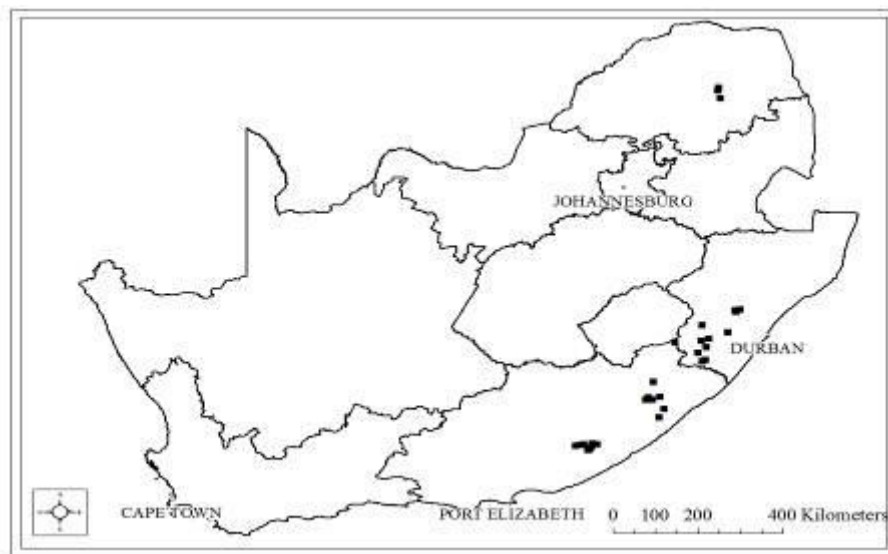 JOHANNESBURG
DURBAN
CAPE TOWN
PORT ELIZABETH
0 100 200 400 Kilometers